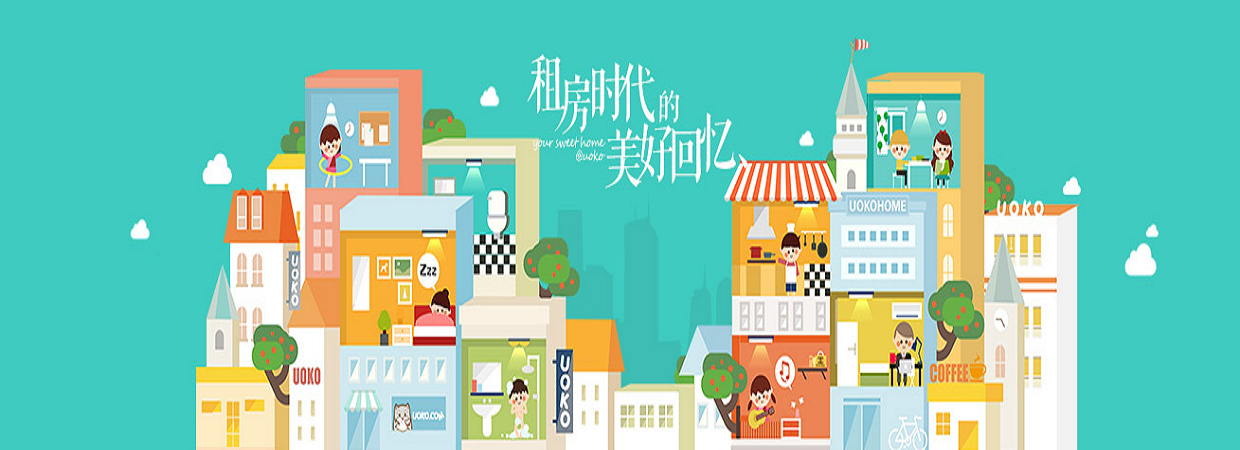 租房时代的
美好回忆
your sweet home
@uoko
Zzz
UOKO
UOKO
UOKO.COM
UOKO
UOKOHOME
UOKO
COFFEE